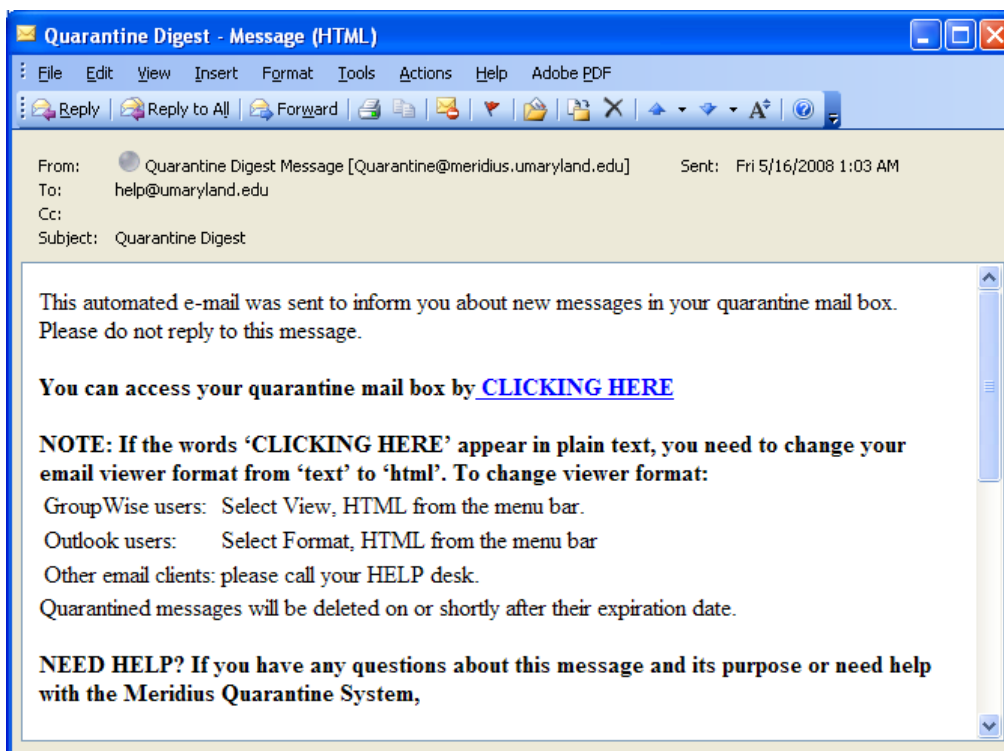 Quarantine Digest - Message (HTML)
File Edit View Insert Format Tools Actions Help Adobe PDF
Reply Reply to All Forward
From: Quarantine Digest Message [Quarantine@meridius.umaryland.edu] Sent: Fri 5/16/2008 1:03 AM
To: help@umaryland.edu
Cc:
Subject: Quarantine Digest
This automated e-mail was sent to inform you about new messages in your quarantine mail box.
Please do not reply to this message.
You can access your quarantine mail box by CLICKING HERE
NOTE: If the words ‘CLICKING HERE’ appear in plain text, you need to change your
email viewer format from ‘text’ to ‘html’. To change viewer format:
GroupWise users: Select View, HTML from the menu bar.
Outlook users: Select Format, HTML from the menu bar
Other email clients: please call your HELP desk.
Quarantined messages will be deleted on or shortly after their expiration date.
NEED HELP? If you have any questions about this message and its purpose or need help
with the Meridius Quarantine System,